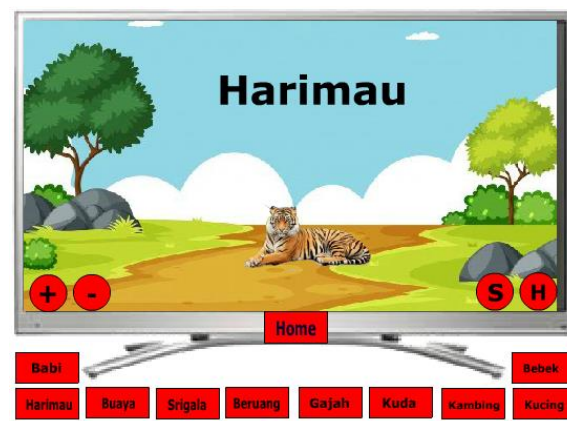 Harimau
+ -
S H
Home
Babi
Bebek
Harimau Buaya Srigala Beruang Gajah Kuda Kambing Kucing